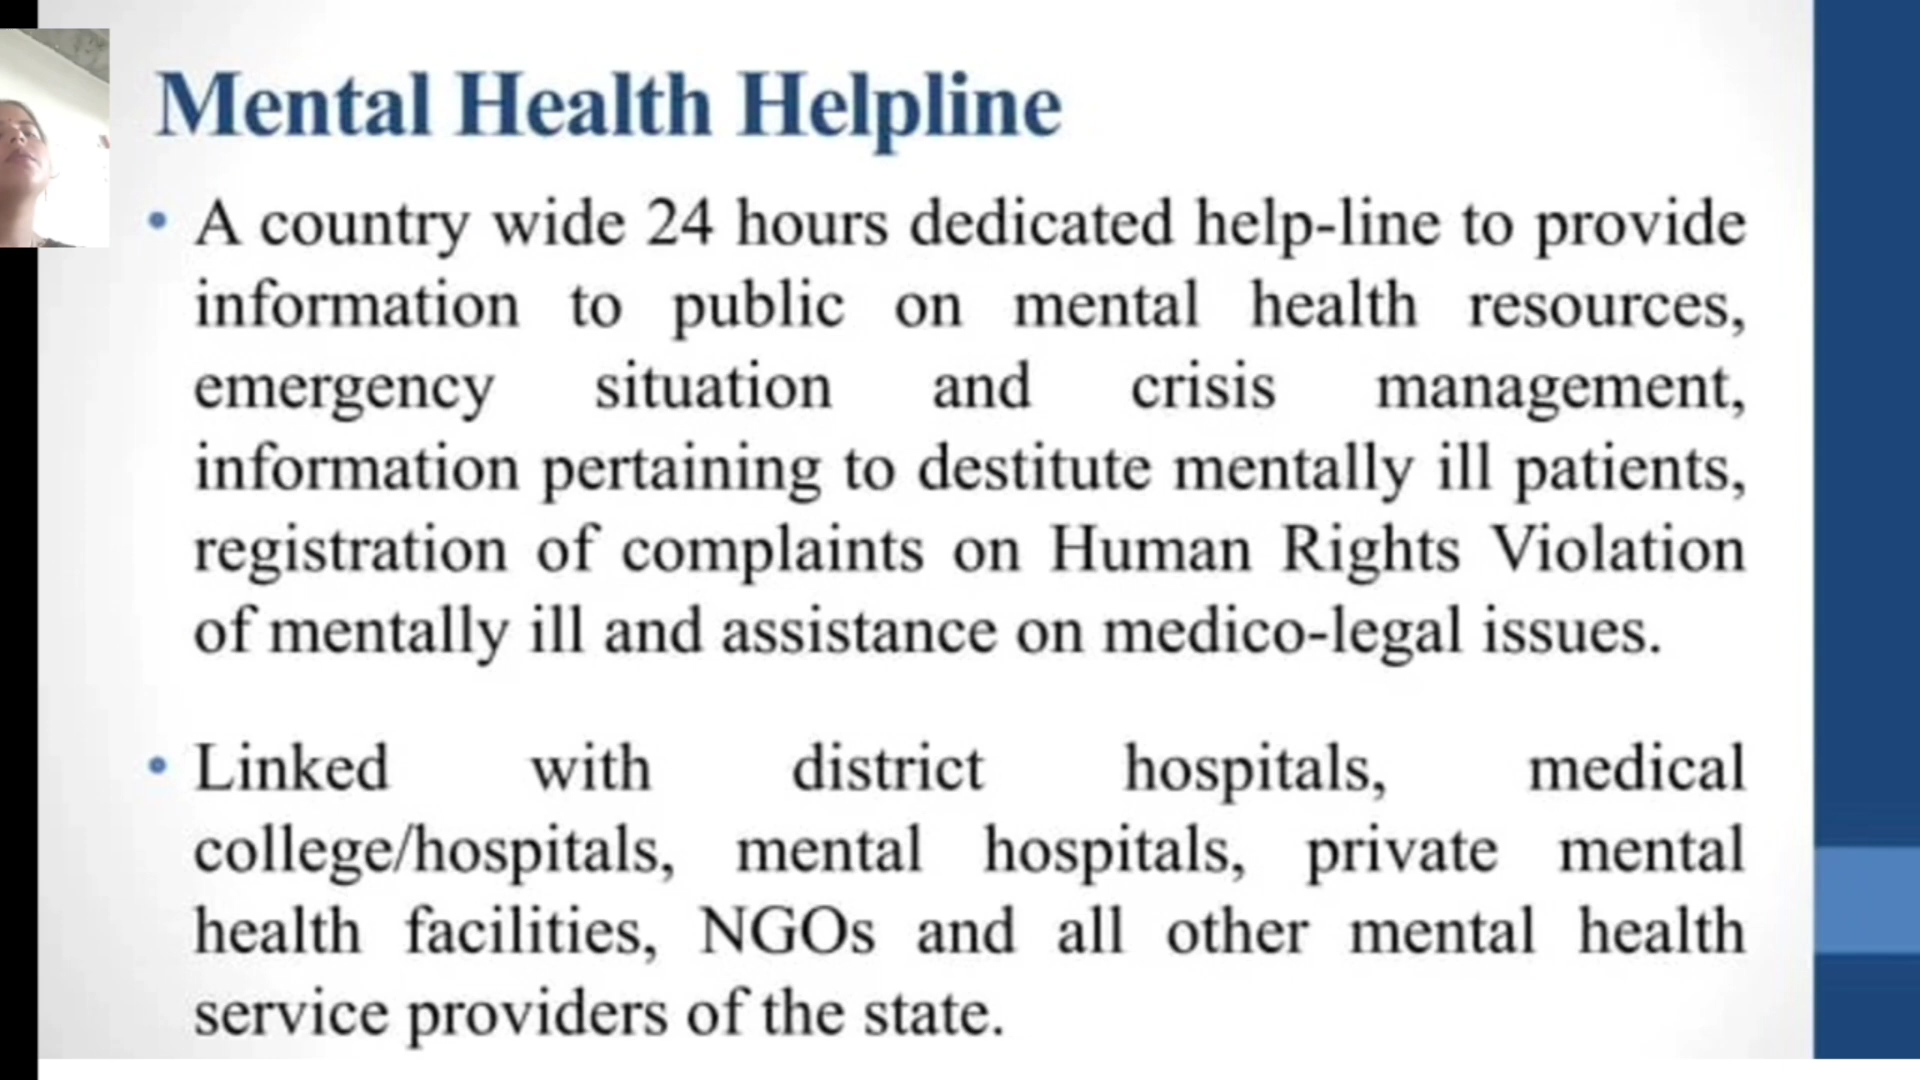 Mental Health Helpline
• A country wide 24 hours dedicated help-line to provide
information to public on mental health resources,
emergency situation and crisis management,
information pertaining to destitute mentally ill patients,
registration of complaints on Human Rights Violation
of mentally ill and assistance on medico-legal issues.
• Linked with district hospitals, medical
college/hospitals, mental hospitals, private mental
health facilities, NGOs and all other mental health
service providers of the state.